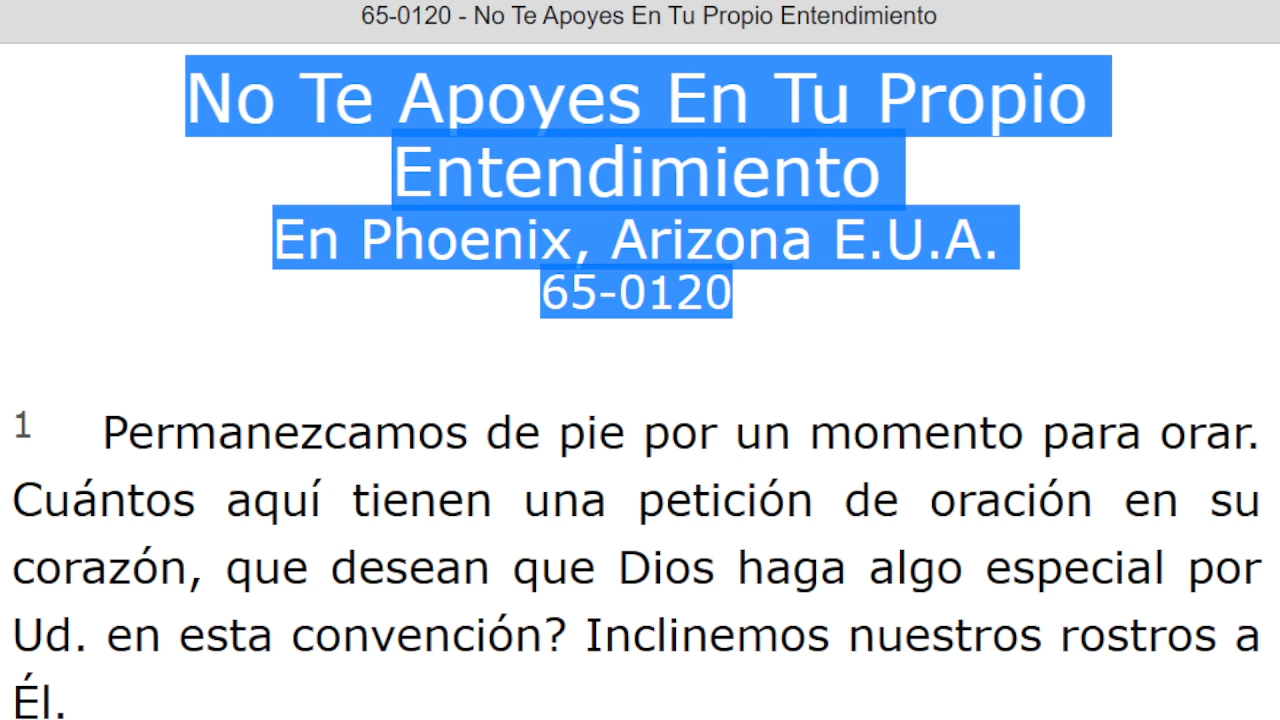 65-0120 - No Te Apoyes En Tu Propio Entendimiento
No Te Apoyes En Tu Propio
Entendimiento
En Phoenix, Arizona E.U.A.
65-0120
1 Permanezcamos de pie por un momento para orar.
Cuántos aquí tienen una petición de oración en su
corazón, que desean que Dios haga algo especial por
Ud. en esta convención? Inclinemos nuestros rostros a
Él.